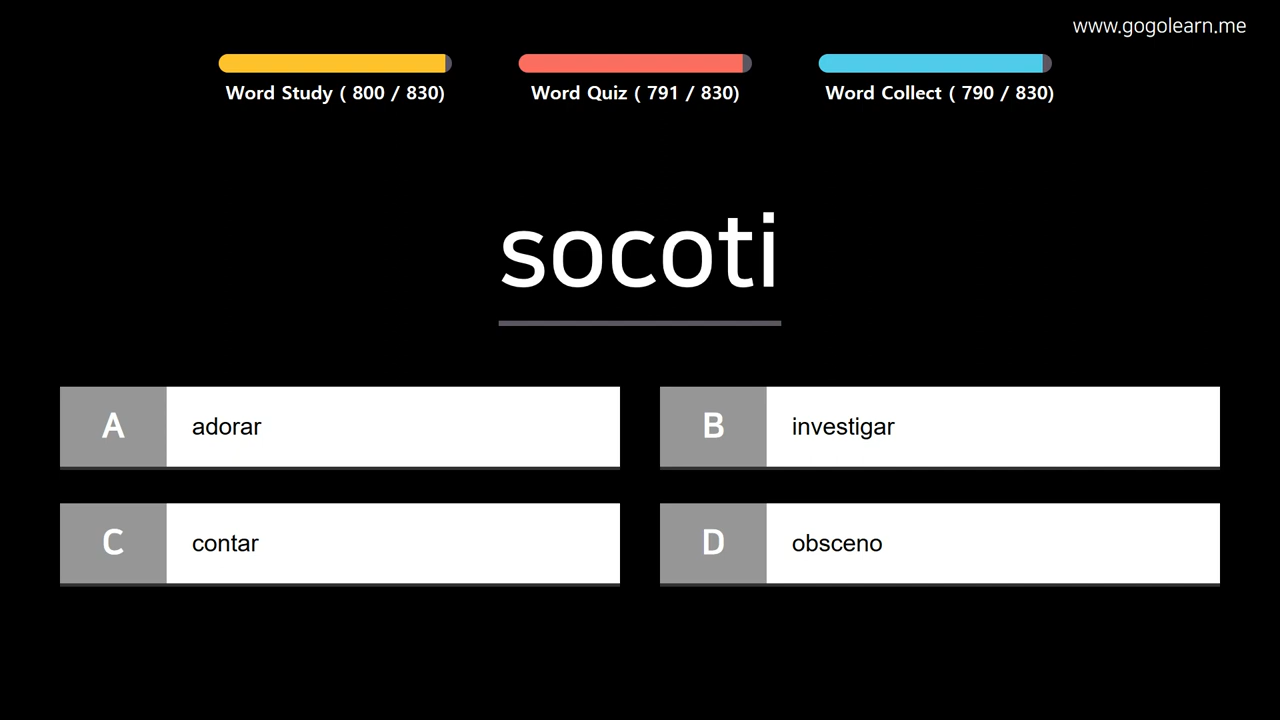 www.gogolearn.me
Word Study ( 800 / 830)
Word Quiz ( 791 / 830)
Word Collect ( 790 / 830)
socoti
A adorar
B investigar
C contar
D obsceno